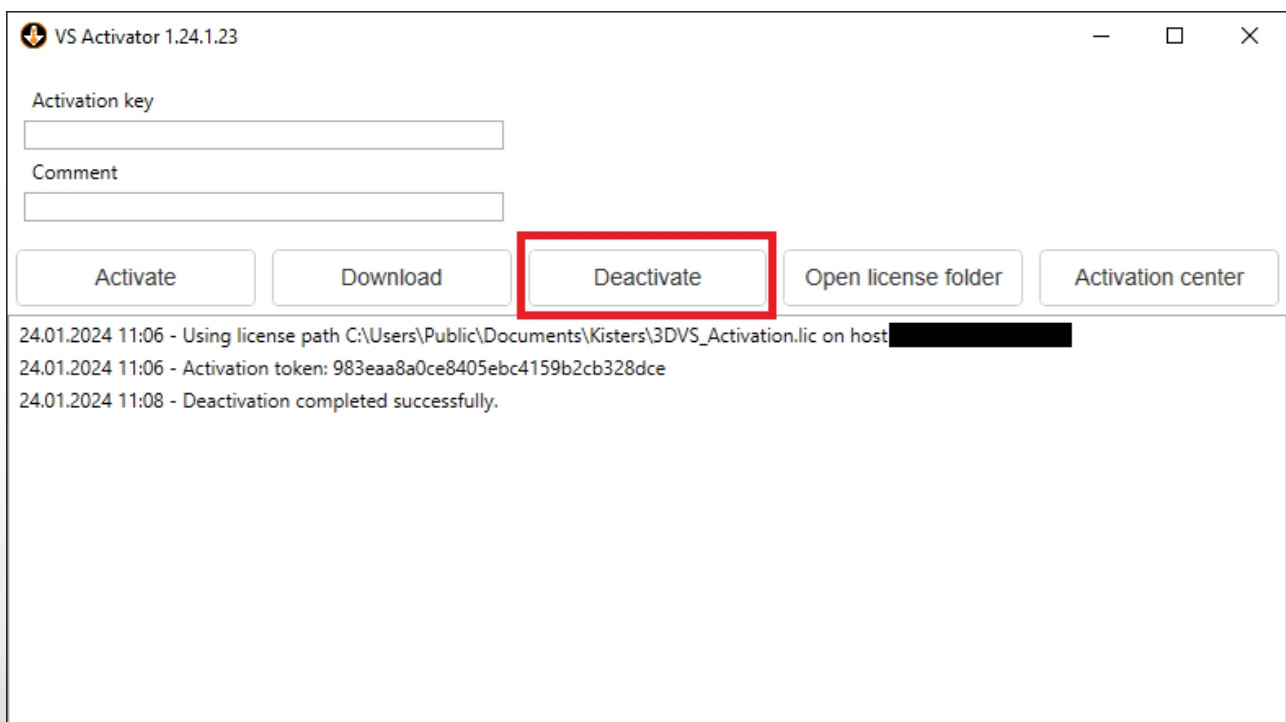 VS Activator 1.24.1.23
Activation key
Comment
Activate Download Deactivate Open license folder Activation center
24.01.2024 11:06 - Using license path C:\Users\Public\Documents\Kisters\3DVS_Activation.lic on host
24.01.2024 11:06 - Activation token: 983eaa8a0ce8405ebc4159b2cb328dce
24.01.2024 11:08 - Deactivation completed successfully.